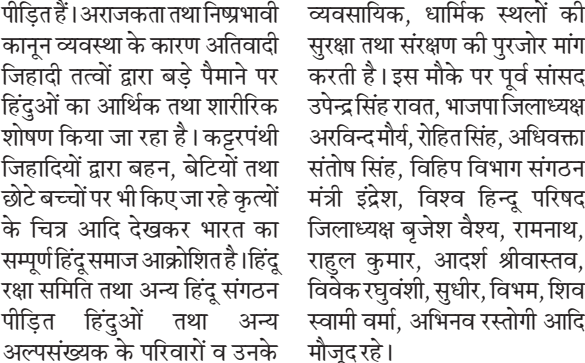 पीड़ित हैं। अराजकता तथा निष्प्रभावी
कानून व्यवस्था के कारण अतिवादी
जिहादी तत्वों द्वारा बड़े पैमाने पर
हिंदुओं का आर्थिक तथा शारीरिक
शोषण किया जा रहा है। कट्टरपंथी
जिहादियों द्वारा बहन, बेटियों तथा
छोटे बच्चों पर भी किए जा रहे कृत्यों
के चित्र आदि देखकर भारत का
सम्पूर्ण हिंदू समाज आक्रोशित है। हिंदू
रक्षा समिति तथा अन्य हिंदू संगठन
पीड़ित हिंदुओं तथा अन्य
अल्पसंख्यक के परिवारों व उनके
व्यवसायिक, धार्मिक स्थलों की
सुरक्षा तथा संरक्षण की पुरजोर मांग
करती है। इस मौके पर पूर्व सांसद
उपेन्द्र सिंह रावत, भाजपा जिलाध्यक्ष
अरविन्द मौर्य, रोहित सिंह, अधिवक्ता
संतोष सिंह, विहिप विभाग संगठन
मंत्री इंद्रेश, विश्व हिन्दू परिषद
जिलाध्यक्ष बृजेश वैश्य, रामनाथ,
राहुल कुमार, आदर्श श्रीवास्तव,
विवेक रघुवंशी, सुधीर, विभम, शिव
स्वामी वर्मा, अभिनव रस्तोगी आदि
मौजूद रहे।